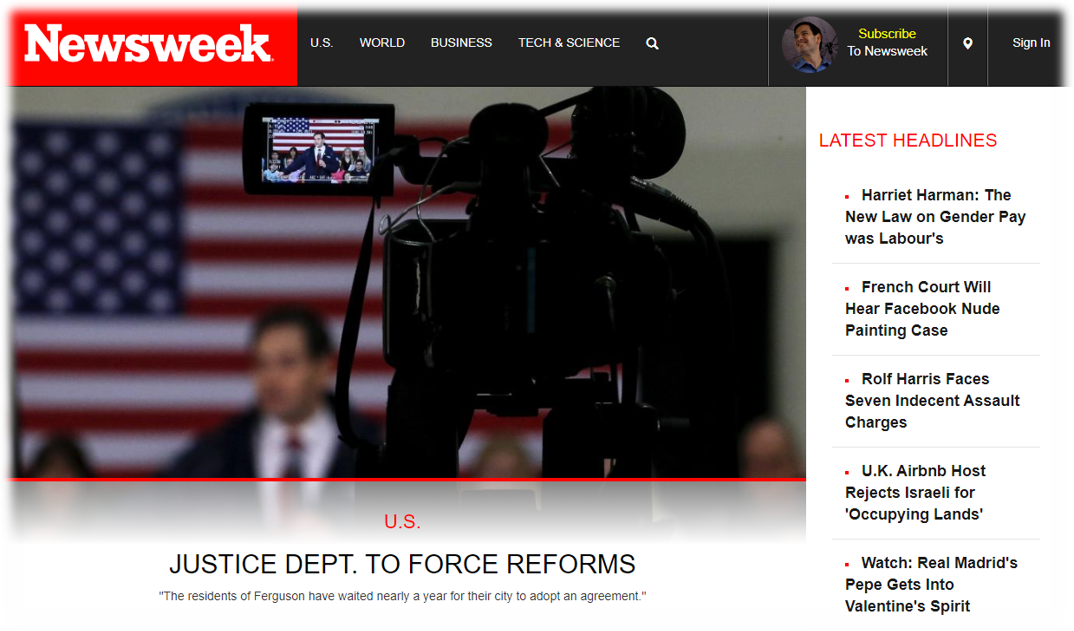 Newsweek
U.S.
WORLD
BUSINESS
TECH & SCIENCE
Subscribe
To Newsweek
Sign In
LATEST HEADLINES
Harriet Harman: The
New Law on Gender Pay
was Labour's
French Court Will
Hear Facebook Nude
Painting Case
Rolf Harris Faces
Seven Indecent Assault
Charges
U.K. Airbnb Host
Rejects Israeli for
'Occupying Lands'
Watch: Real Madrid's
Pepe Gets Into
Valentine's Spirit
U.S.
JUSTICE DEPT. TO FORCE REFORMS
"The residents of Ferguson have waited nearly a year for their city to adopt an agreement."